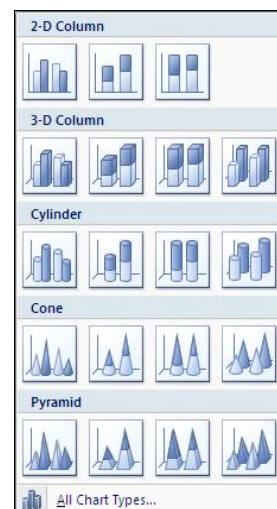 2-D Column
3-D Column
Cylinder
Cone
Pyramid
All Chart Types...